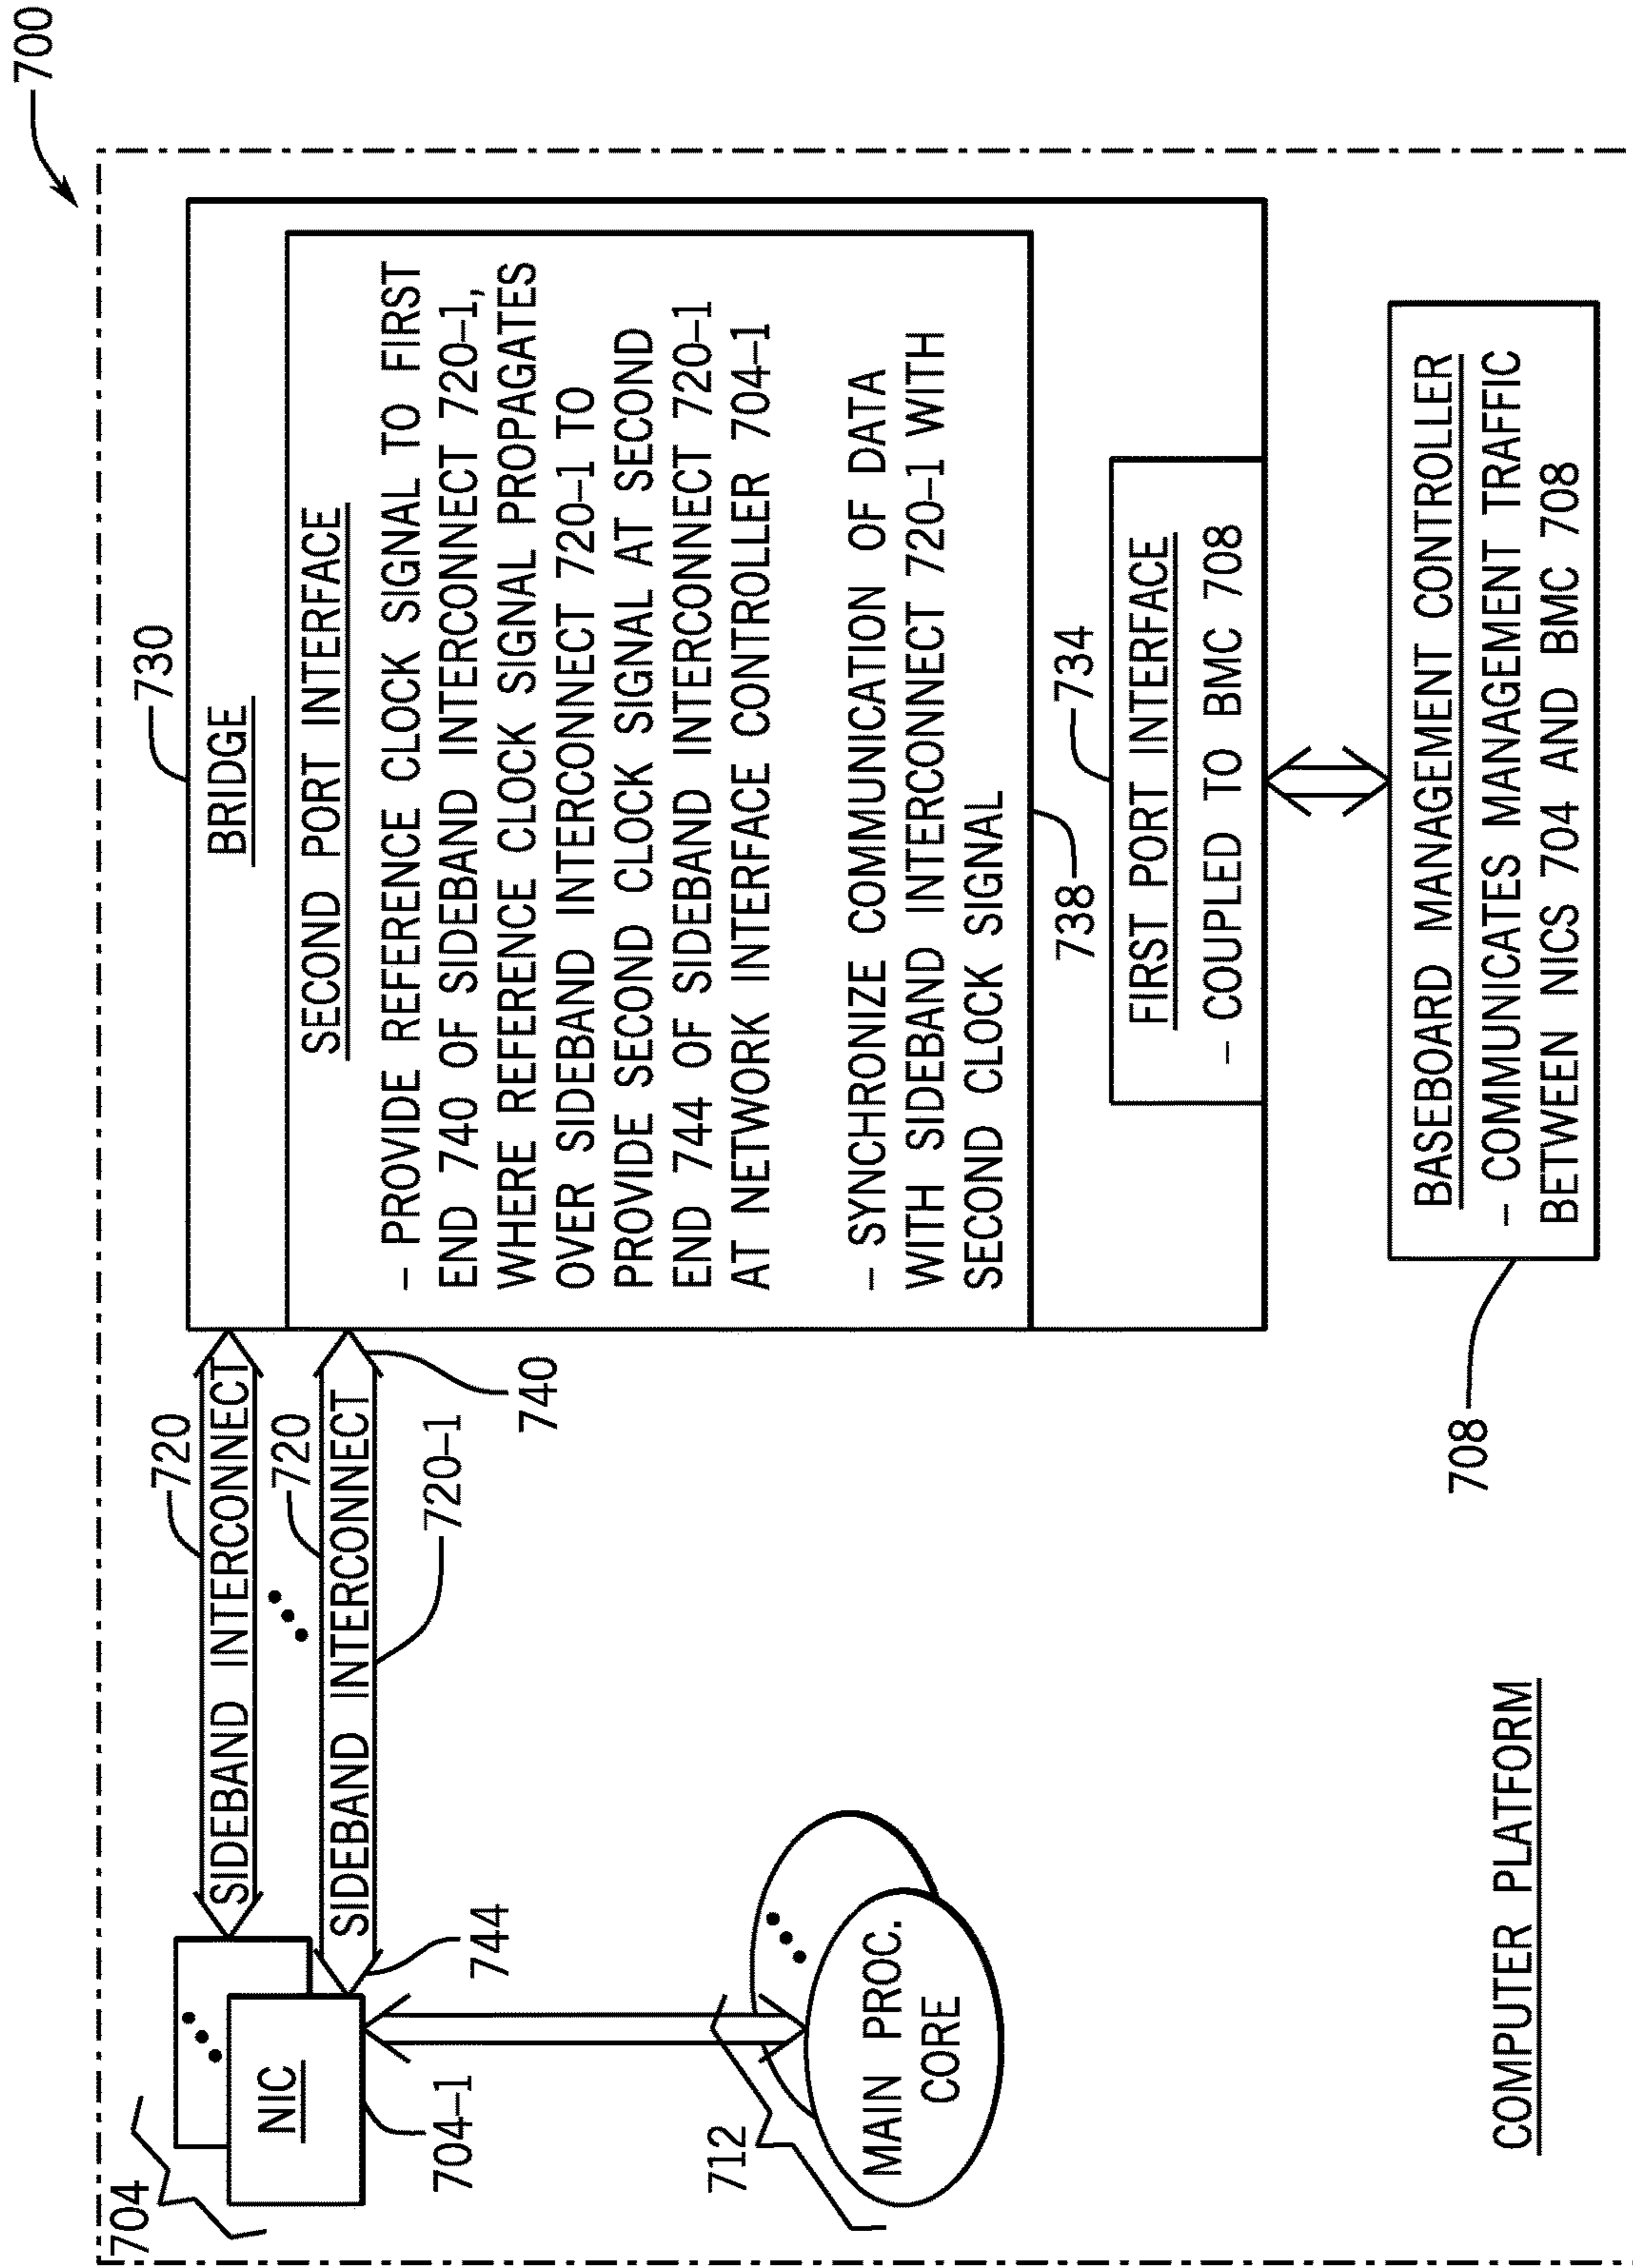 700
704
NIC
704-1
720
SIDEBAND INTERCONNECT
720
SIDEBAND INTERCONNECT
744
720-1
740
712
MAIN PROC.
CORE
730
BRIDGE
SECOND PORT INTERFACE
- PROVIDE REFERENCE CLOCK SIGNAL TO FIRST
END 740 OF SIDEBAND INTERCONNECT 720-1,
WHERE REFERENCE CLOCK SIGNAL PROPAGATES
OVER SIDEBAND INTERCONNECT 720-1 TO
PROVIDE SECOND CLOCK SIGNAL AT SECOND
END 744 OF SIDEBAND INTERCONNECT 720-1
AT NETWORK INTERFACE CONTROLLER 704-1
- SYNCHRONIZE COMMUNICATION OF DATA
WITH SIDEBAND INTERCONNECT 720-1 WITH
SECOND CLOCK SIGNAL
738
734
FIRST PORT INTERFACE
- COUPLED TO BMC 708
BASEBOARD MANAGEMENT CONTROLLER
- COMMUNICATES MANAGEMENT TRAFFIC
BETWEEN NICS 704 AND BMC 708
708
COMPUTER PLATFORM